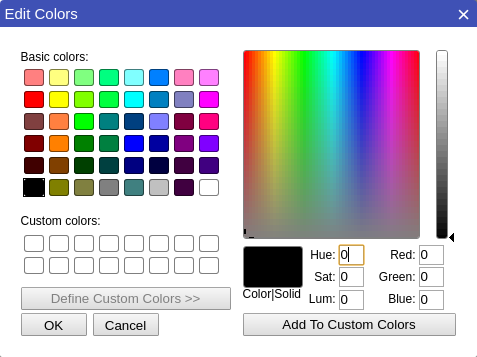 Edit Colors
Basic colors:
Custom colors:
Define Custom Colors >>
OK Cancel
Color|Solid
Hue: 0 Red: 0
Sat: 0 Green: 0
Lum: 0 Blue: 0
Add To Custom Colors